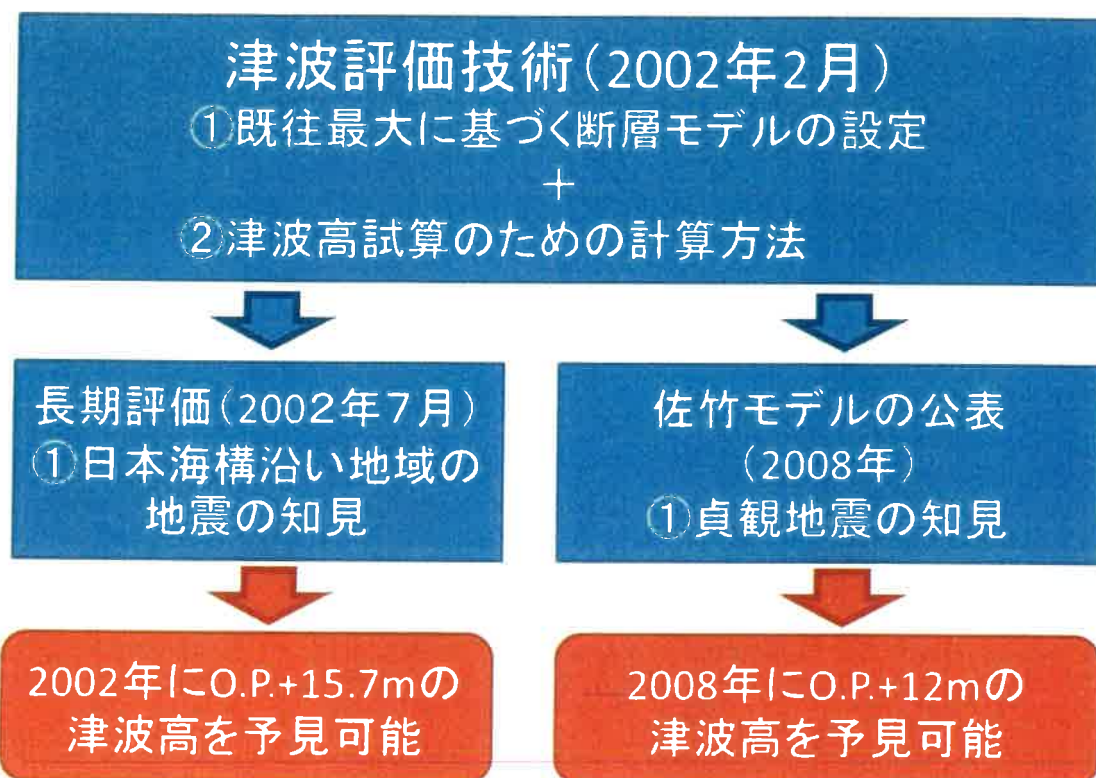 津波評価技術（2002年2月）
①既往最大に基づく断層モデルの設定
＋
②津波高試算のための計算方法
長期評価（2002年7月）
①日本海構沿い地域の
地震の知見
2002年にO.P.+15.7mの
津波高を予見可能
佐竹モデルの公表
（2008年）
①貞観地震の知見
2008年にO.P.+12mの
津波高を予見可能